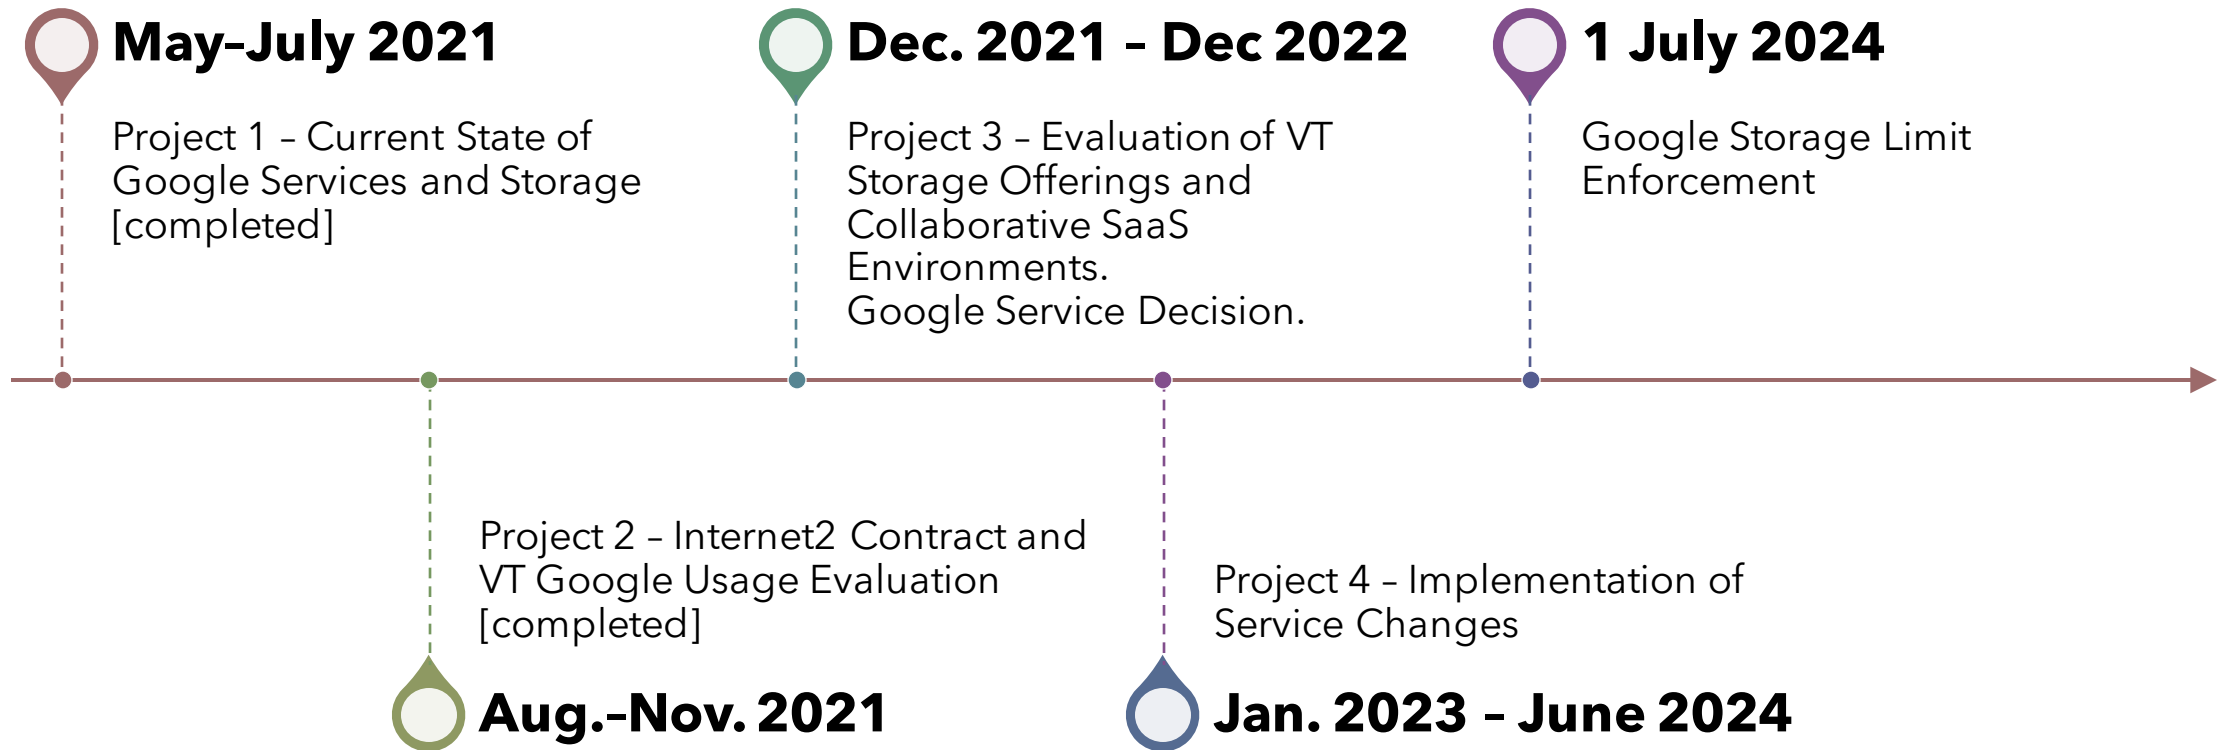 May–July 2021
Project 1 – Current State of
Google Services and Storage
[completed]
Aug.–Nov. 2021
Project 2 – Internet2 Contract and
VT Google Usage Evaluation
[completed]
Dec. 2021 – Dec 2022
Project 3 – Evaluation of VT
Storage Offerings and
Collaborative SaaS
Environments.
Google Service Decision.
Jan. 2023 – June 2024
Project 4 – Implementation of
Service Changes
1 July 2024
Google Storage Limit
Enforcement